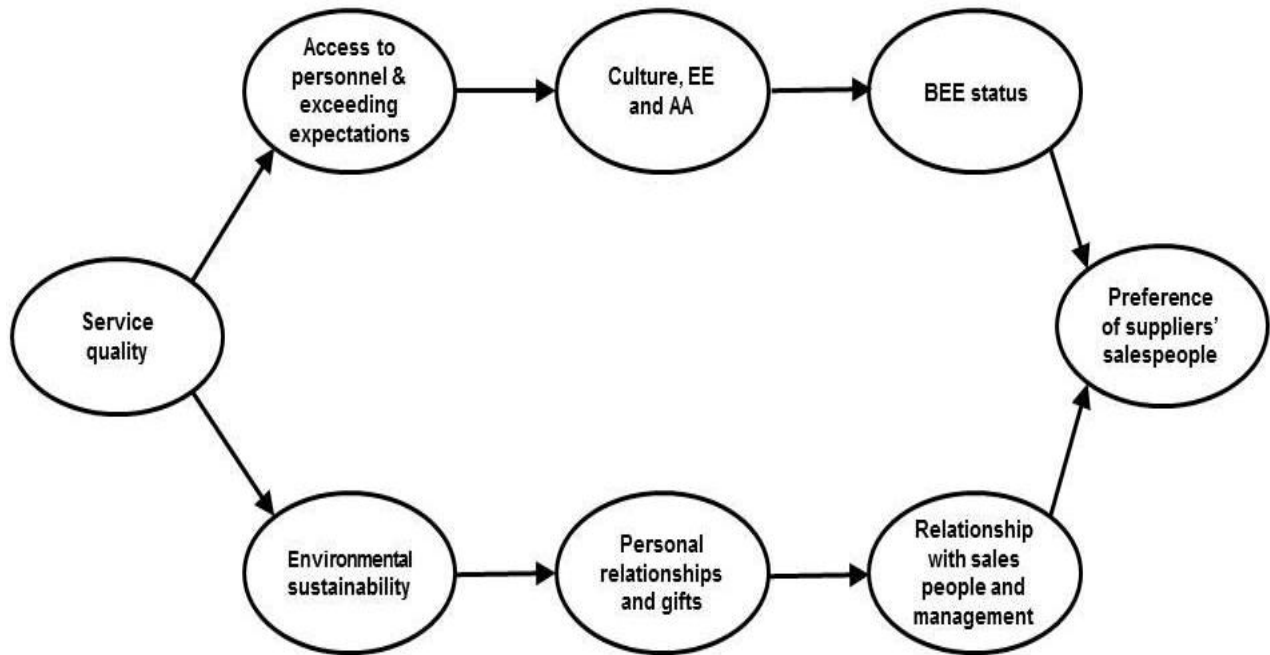 Access to
personnel &
exceeding
expectations
Culture, EE
and AA
BEE status
Service
quality
Preference
of suppliers’
salespeople
Environmental
sustainability
Personal
relationships
and gifts
Relationship
with sales
people and
management